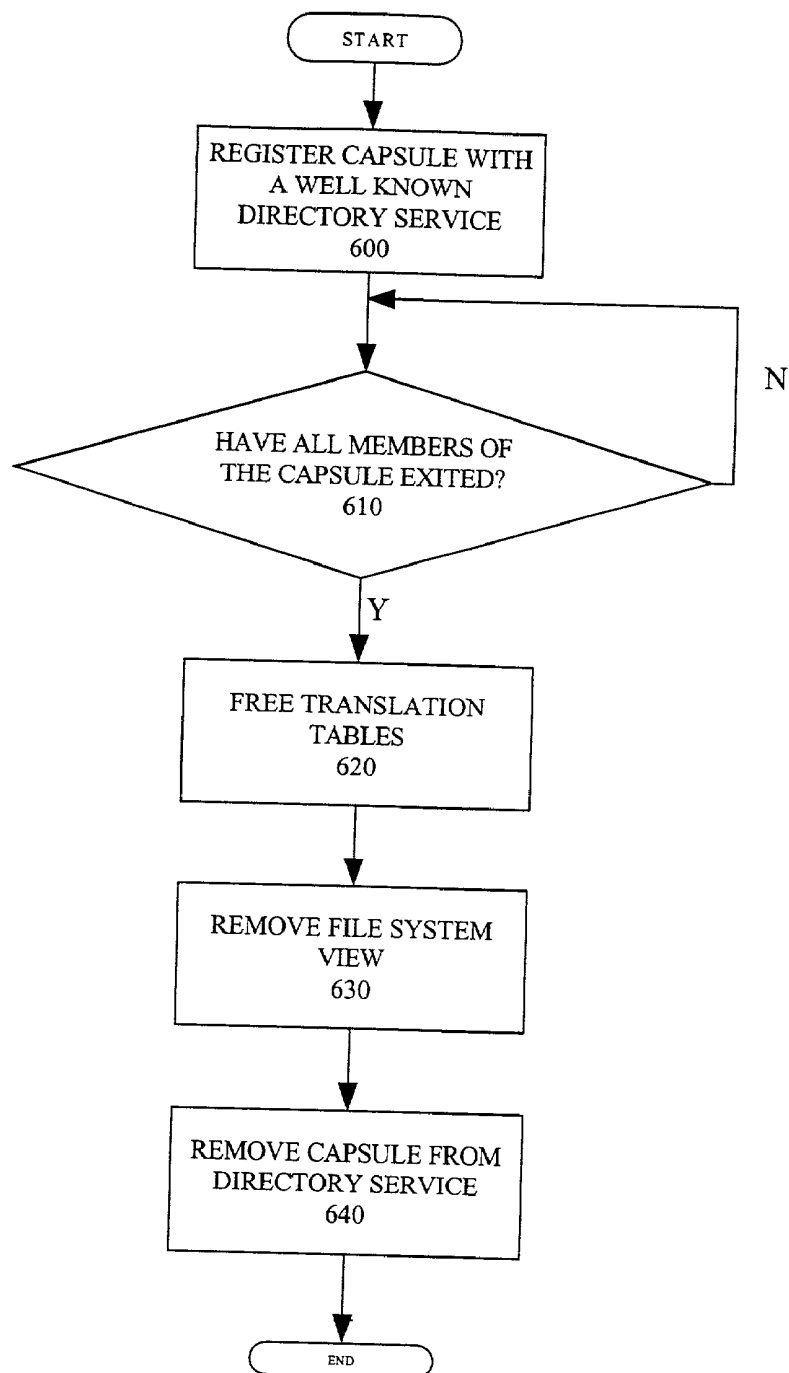 START
REGISTER CAPSULE WITH
A WELL KNOWN
DIRECTORY SERVICE
600
N
HAVE ALL MEMBERS OF
THE CAPSULE EXITED?
610
Y
FREE TRANSLATION
TABLES
620
REMOVE FILE SYSTEM
VIEW
630
REMOVE CAPSULE FROM
DIRECTORY SERVICE
640
END